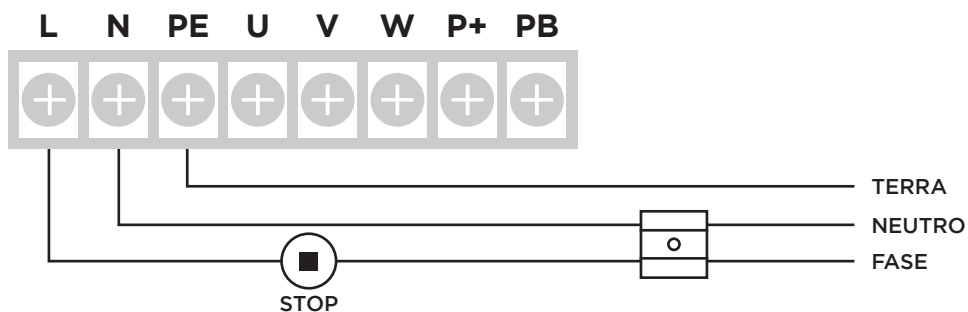 L N PE U V W P+ PB
TERRA
NEUTRO
FASE
STOP